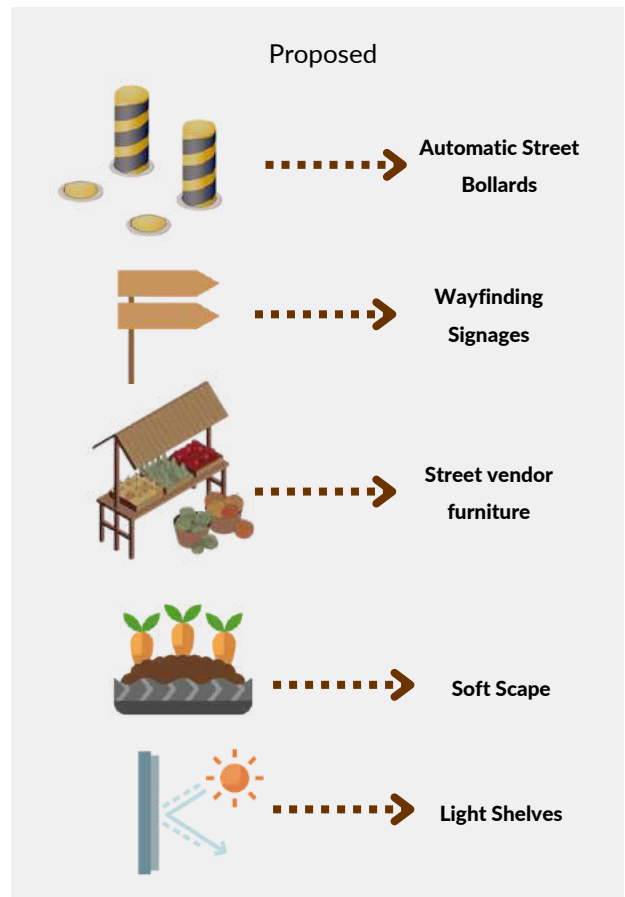 Proposed
Automatic Street
Bollards
Wayfinding
Signages
Street vendor
furniture
Soft Scape
Light Shelves